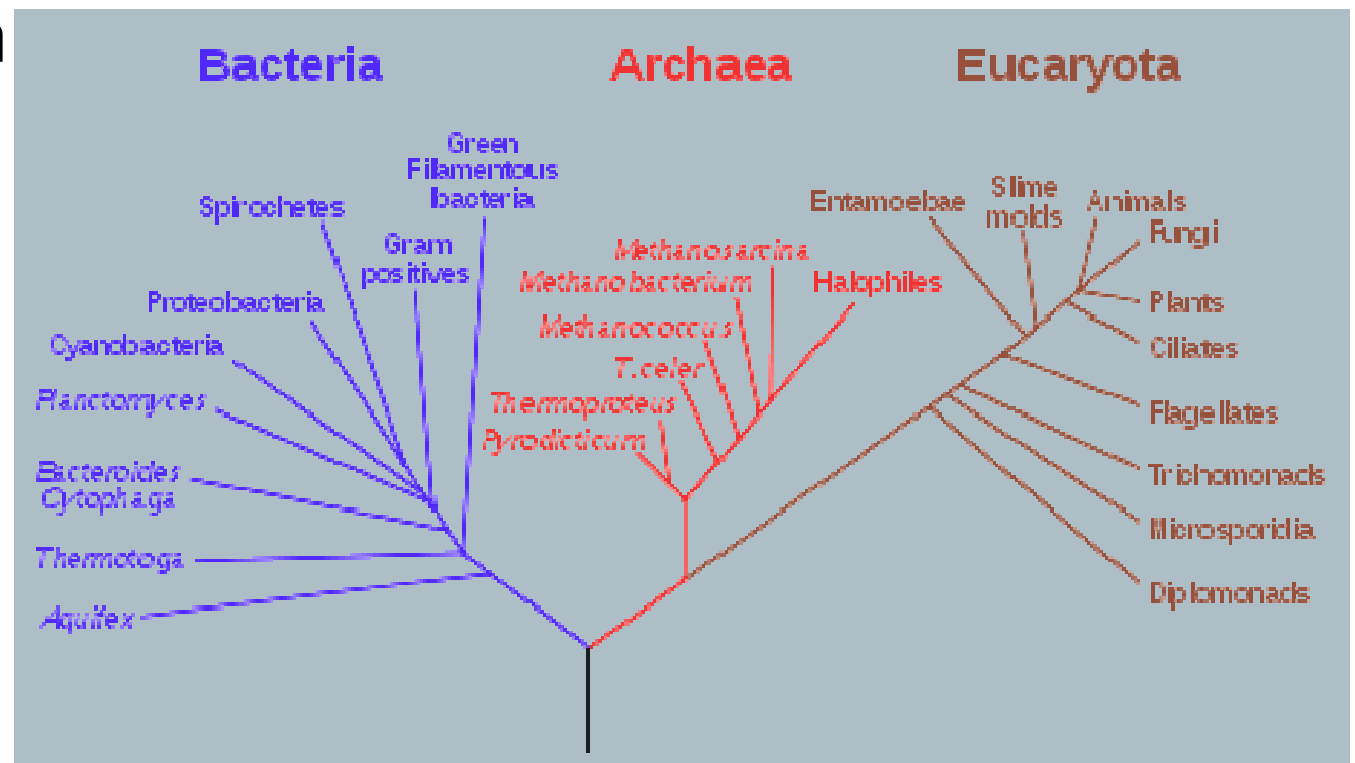 Bacteria
Archaea
Eucaryota
Green
Filamentous
bacteria
Spirochetes
Gram
positives
Proteobacteria
Cyanobacteria
Planctomyces
Bacteroides
Cytophaga
Thermotoga
Aquifex
Methanosarcina
Methanobacterium
Halophiles
Methanococcus
T. celer
Thermoproteus
Pyrodicticum
Entamoebae
Slime
molds
Animals
Fungi
Plants
Ciliates
Flagellates
Trichomonads
Microsporidia
Diplomonads